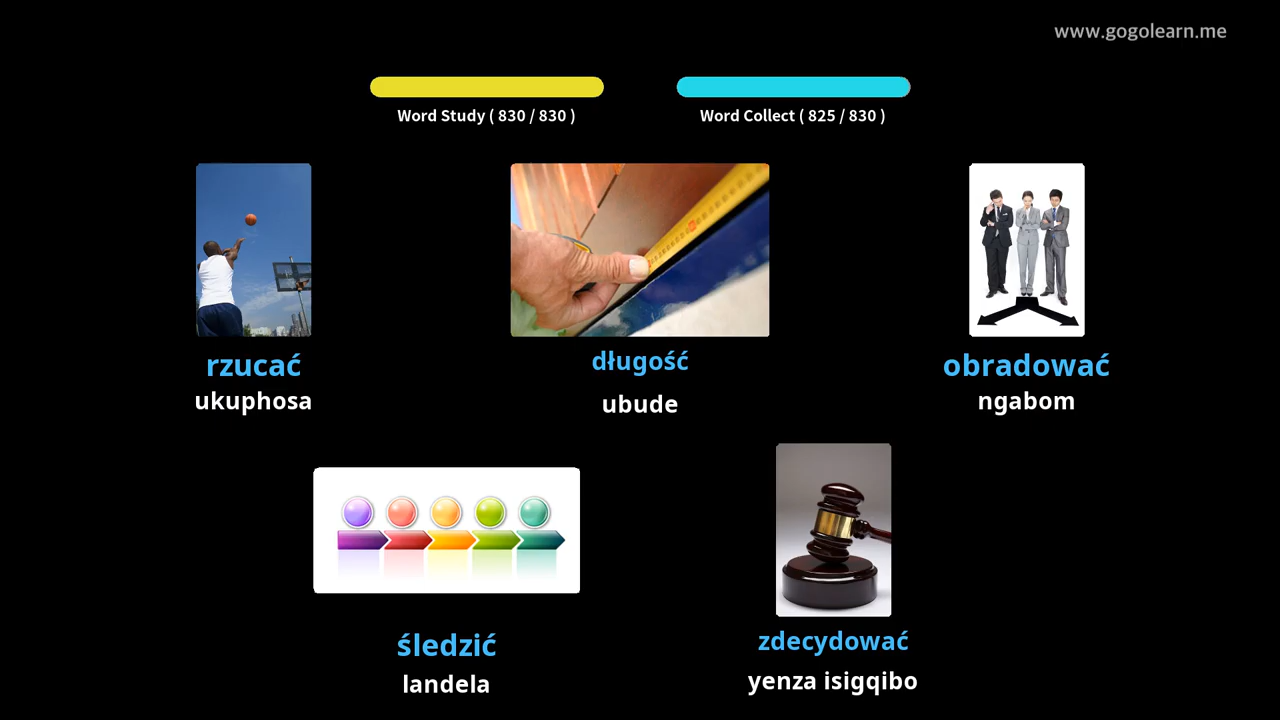 www.gogolearn.me
Word Study ( 830 / 830 )
Word Collect ( 825 / 830 )
rzucać
ukuphosa
długość
ubude
obradować
ngabom
śledzić
landela
zdecydować
yenza isigqibo